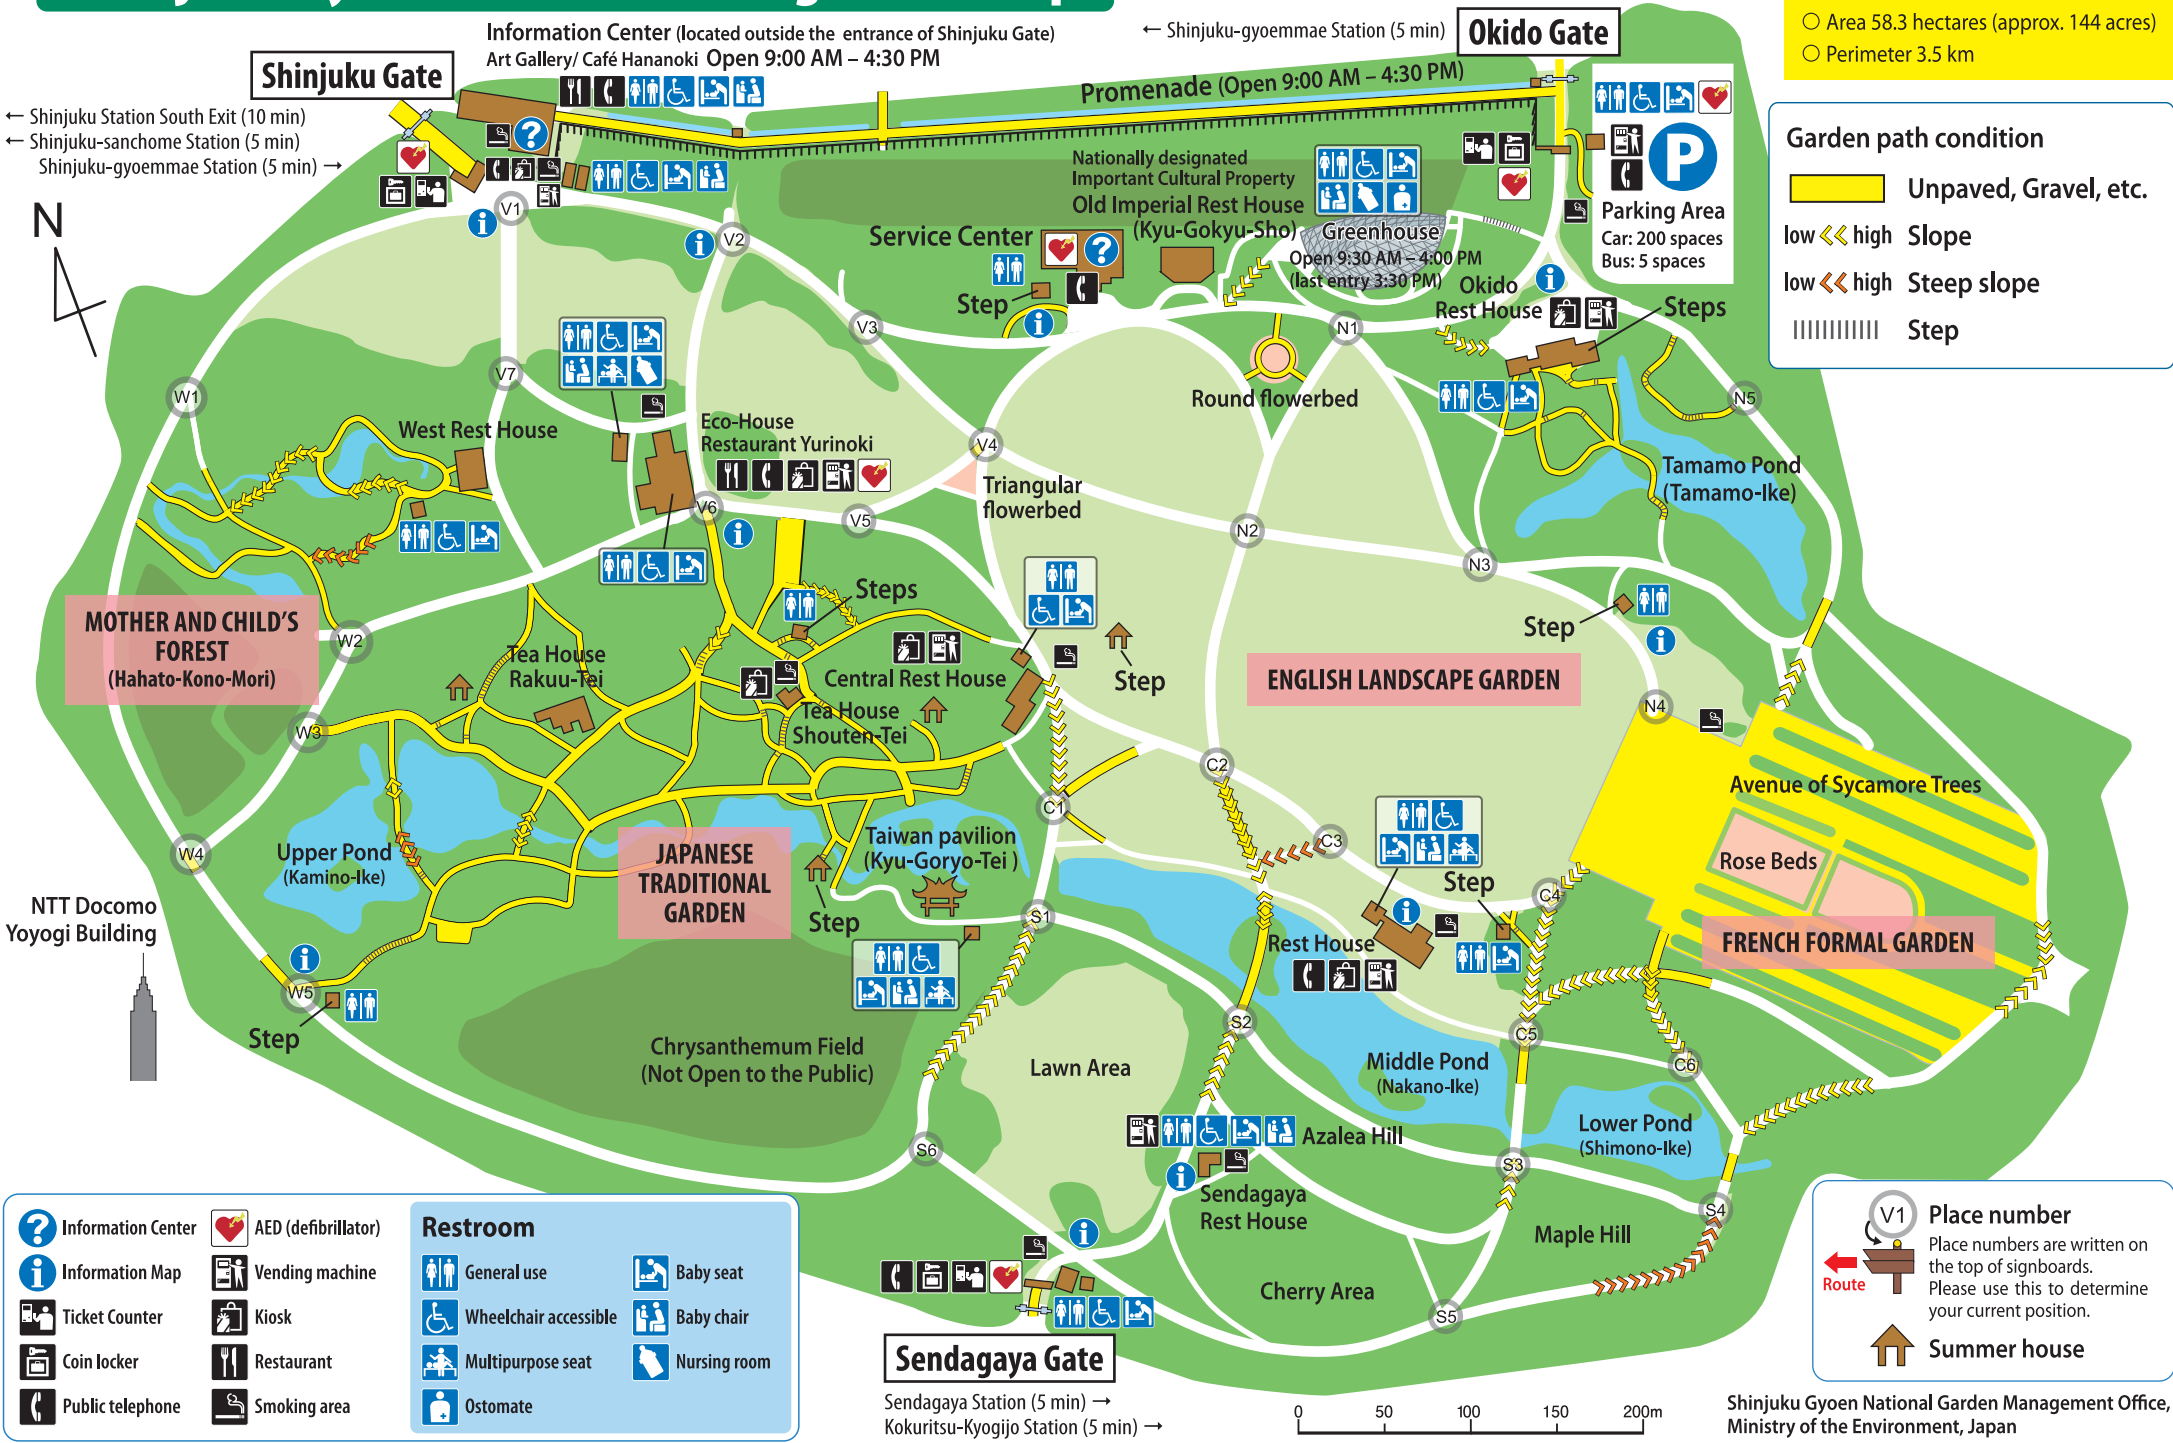 Information Center (located outside the entrance of Shinjuku Gate)
Art Gallery/ Café Hananoki Open 9:00 AM – 4:30 PM
← Shinjuku-gyoemmae Station (5 min)
Okido Gate
○ Area 58.3 hectares (approx. 144 acres)
○ Perimeter 3.5 km
Shinjuku Gate
← Shinjuku Station South Exit (10 min)
← Shinjuku-sanchome Station (5 min)
Shinjuku-gyoemmae Station (5 min) →
Promenade (Open 9:00 AM – 4:30 PM)
Garden path condition
Unpaved, Gravel, etc.
low high Slope
low high Steep slope
Step
P
Parking Area
Car: 200 spaces
Bus: 5 spaces
N
Nationally designated
Important Cultural Property
Old Imperial Rest House
(Kyu-Gokyu-Sho)
Service Center
Step
Greenhouse
Open 9:30 AM – 4:00 PM
(last entry 3:30 PM)
Okido
Rest House
Steps
V1
V2
V3
N1
V7
W1
N5
Round flowerbed
West Rest House
Eco-House
Restaurant Yurinoki
V4
Triangular
flowerbed
Tamamo Pond
(Tamamo-Ike)
V6
V5
N2
N3
Steps
Step
MOTHER AND CHILD'S
FOREST
(Hahato-Kono-Mori)
W2
Tea House
Rakuu-Tei
Central Rest House
Step
ENGLISH LANDSCAPE GARDEN
N4
W3
Tea House
Shouten-Tei
C2
Avenue of Sycamore Trees
C1
C3
W4
Upper Pond
(Kamino-Ike)
JAPANESE
TRADITIONAL
GARDEN
Taiwan pavilion
(Kyu-Goryo-Tei )
Rose Beds
Step
C4
NTT Docomo
Yoyogi Building
Step
S1
Rest House
FRENCH FORMAL GARDEN
W5
Step
S2
C5
Chrysanthemum Field
(Not Open to the Public)
Lawn Area
Middle Pond
(Nakano-Ike)
C6
Lower Pond
(Shimono-Ike)
S6
Azalea Hill
S3
Sendagaya
Rest House
S4
Maple Hill
Cherry Area
S5
Information Center
AED (defibrillator)
Information Map
Vending machine
Ticket Counter
Kiosk
Coin locker
Restaurant
Public telephone
Smoking area
Restroom
General use
Baby seat
Wheelchair accessible
Baby chair
Multipurpose seat
Nursing room
Ostomate
Sendagaya Gate
Sendagaya Station (5 min) →
Kokuritsu-Kyogijo Station (5 min) →
0 50 100 150 200m
V1
Place number
Place numbers are written on
the top of signboards.
Please use this to determine
your current position.
Route
Summer house
Shinjuku Gyoen National Garden Management Office,
Ministry of the Environment, Japan